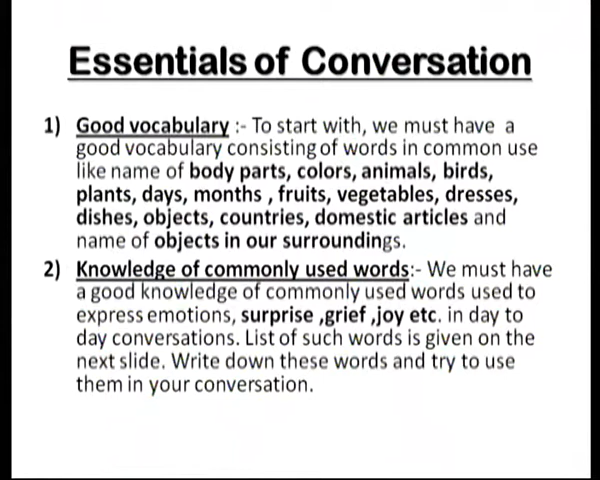 Essentials of Conversation
1) Good vocabulary :- To start with, we must have a
good vocabulary consisting of words in common use
like name of body parts, colors, animals, birds,
plants, days, months , fruits, vegetables, dresses,
dishes, objects, countries, domestic articles and
name of objects in our surroundings.
2) Knowledge of commonly used words:- We must have
a good knowledge of commonly used words used to
express emotions, surprise ,grief ,joy etc. in day to
day conversations. List of such words is given on the
next slide. Write down these words and try to use
them in your conversation.